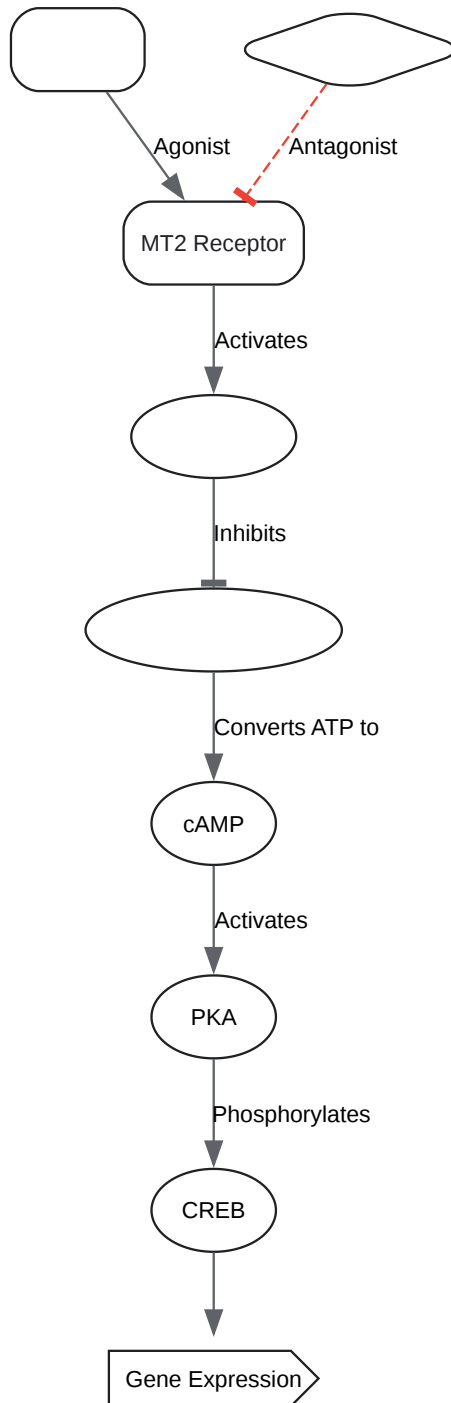 Agonist
Antagonist
MT2 Receptor
Activates
Inhibits
Converts ATP to
cAMP
Activates
PKA
Phosphorylates
CREB
Gene Expression